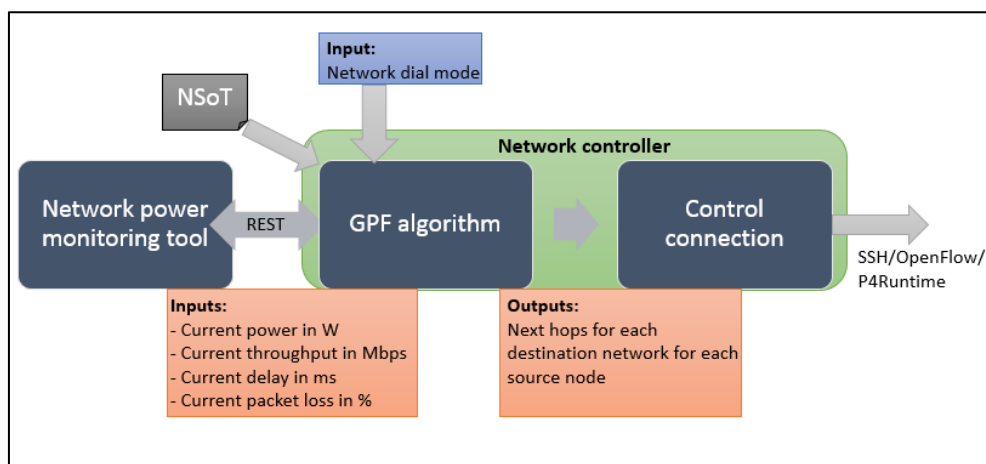 Input:
Network dial mode
NSoT
Network controller
Network power
monitoring tool
REST
GPF algorithm
Control
connection
SSH/OpenFlow/
P4Runtime
Inputs:
- Current power in W
- Current throughput in Mbps
- Current delay in ms
- Current packet loss in %
Outputs:
Next hops for each
destination network for each
source node